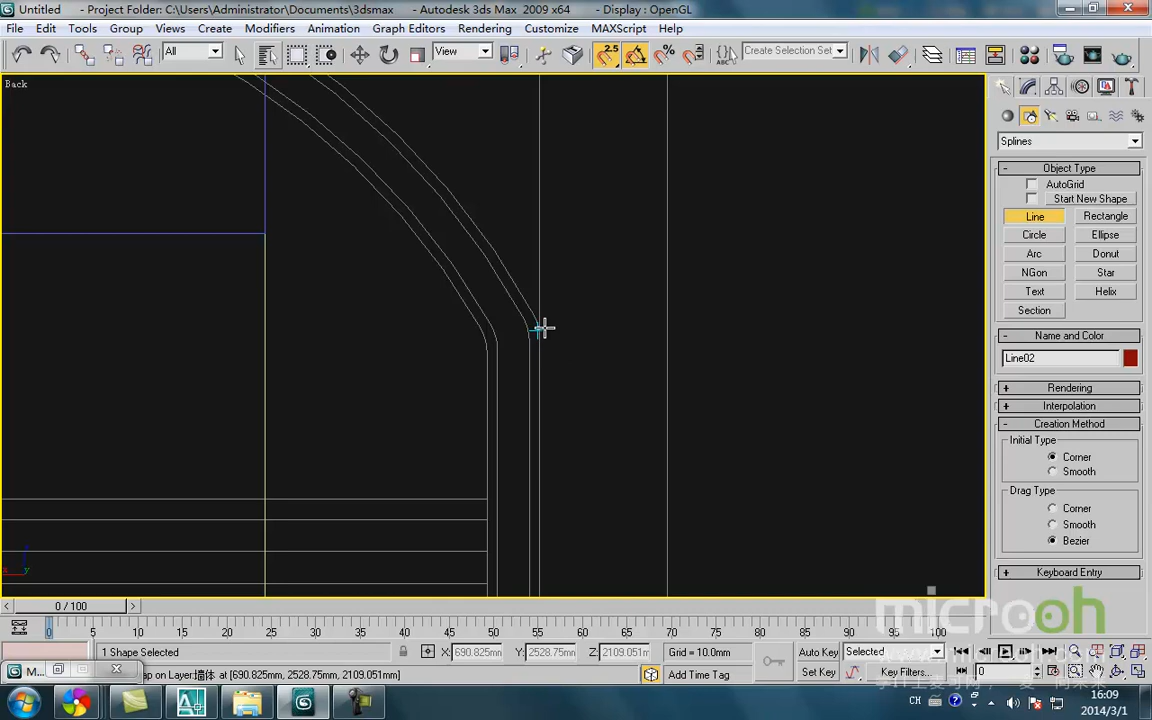 Untitled - Project Folder: C:\Users\Administrator\Documents\3dsmax - Autodesk 3ds Max 2009 x64 - Display : OpenGL
File Edit Tools Group Views Create Modifiers Animation Graph Editors Rendering Customize MAXScript Help
All View 2.5 % ABC Create Selection Set
Back
Splines
- Object Type
AutoGrid
Start New Shape
Line Rectangle
Circle Ellipse
Arc Donut
NGon Star
Text Helix
Section
- Name and Color
Line02
+ Rendering
+ Interpolation
- Creation Method
Initial Type
Corner
Smooth
Drag Type
Corner
Smooth
Bezier
+ Keyboard Entry
x y
microoh
< 0 / 100 >
0 5 10 15 20 25 30 35 40 45 50 55 60 65 70 75 80 85 90 95 100
1 Shape Selected X: 690.825mm Y: 2528.75mm Z: 2109.051mm Grid = 10.0mm Auto Key Selected
M... ap on Layer:墙体 at [690.825mm, 2528.75mm, 2109.051mm] Add Time Tag Set Key Key Filters... 0
CH 16:09
2014/3/1